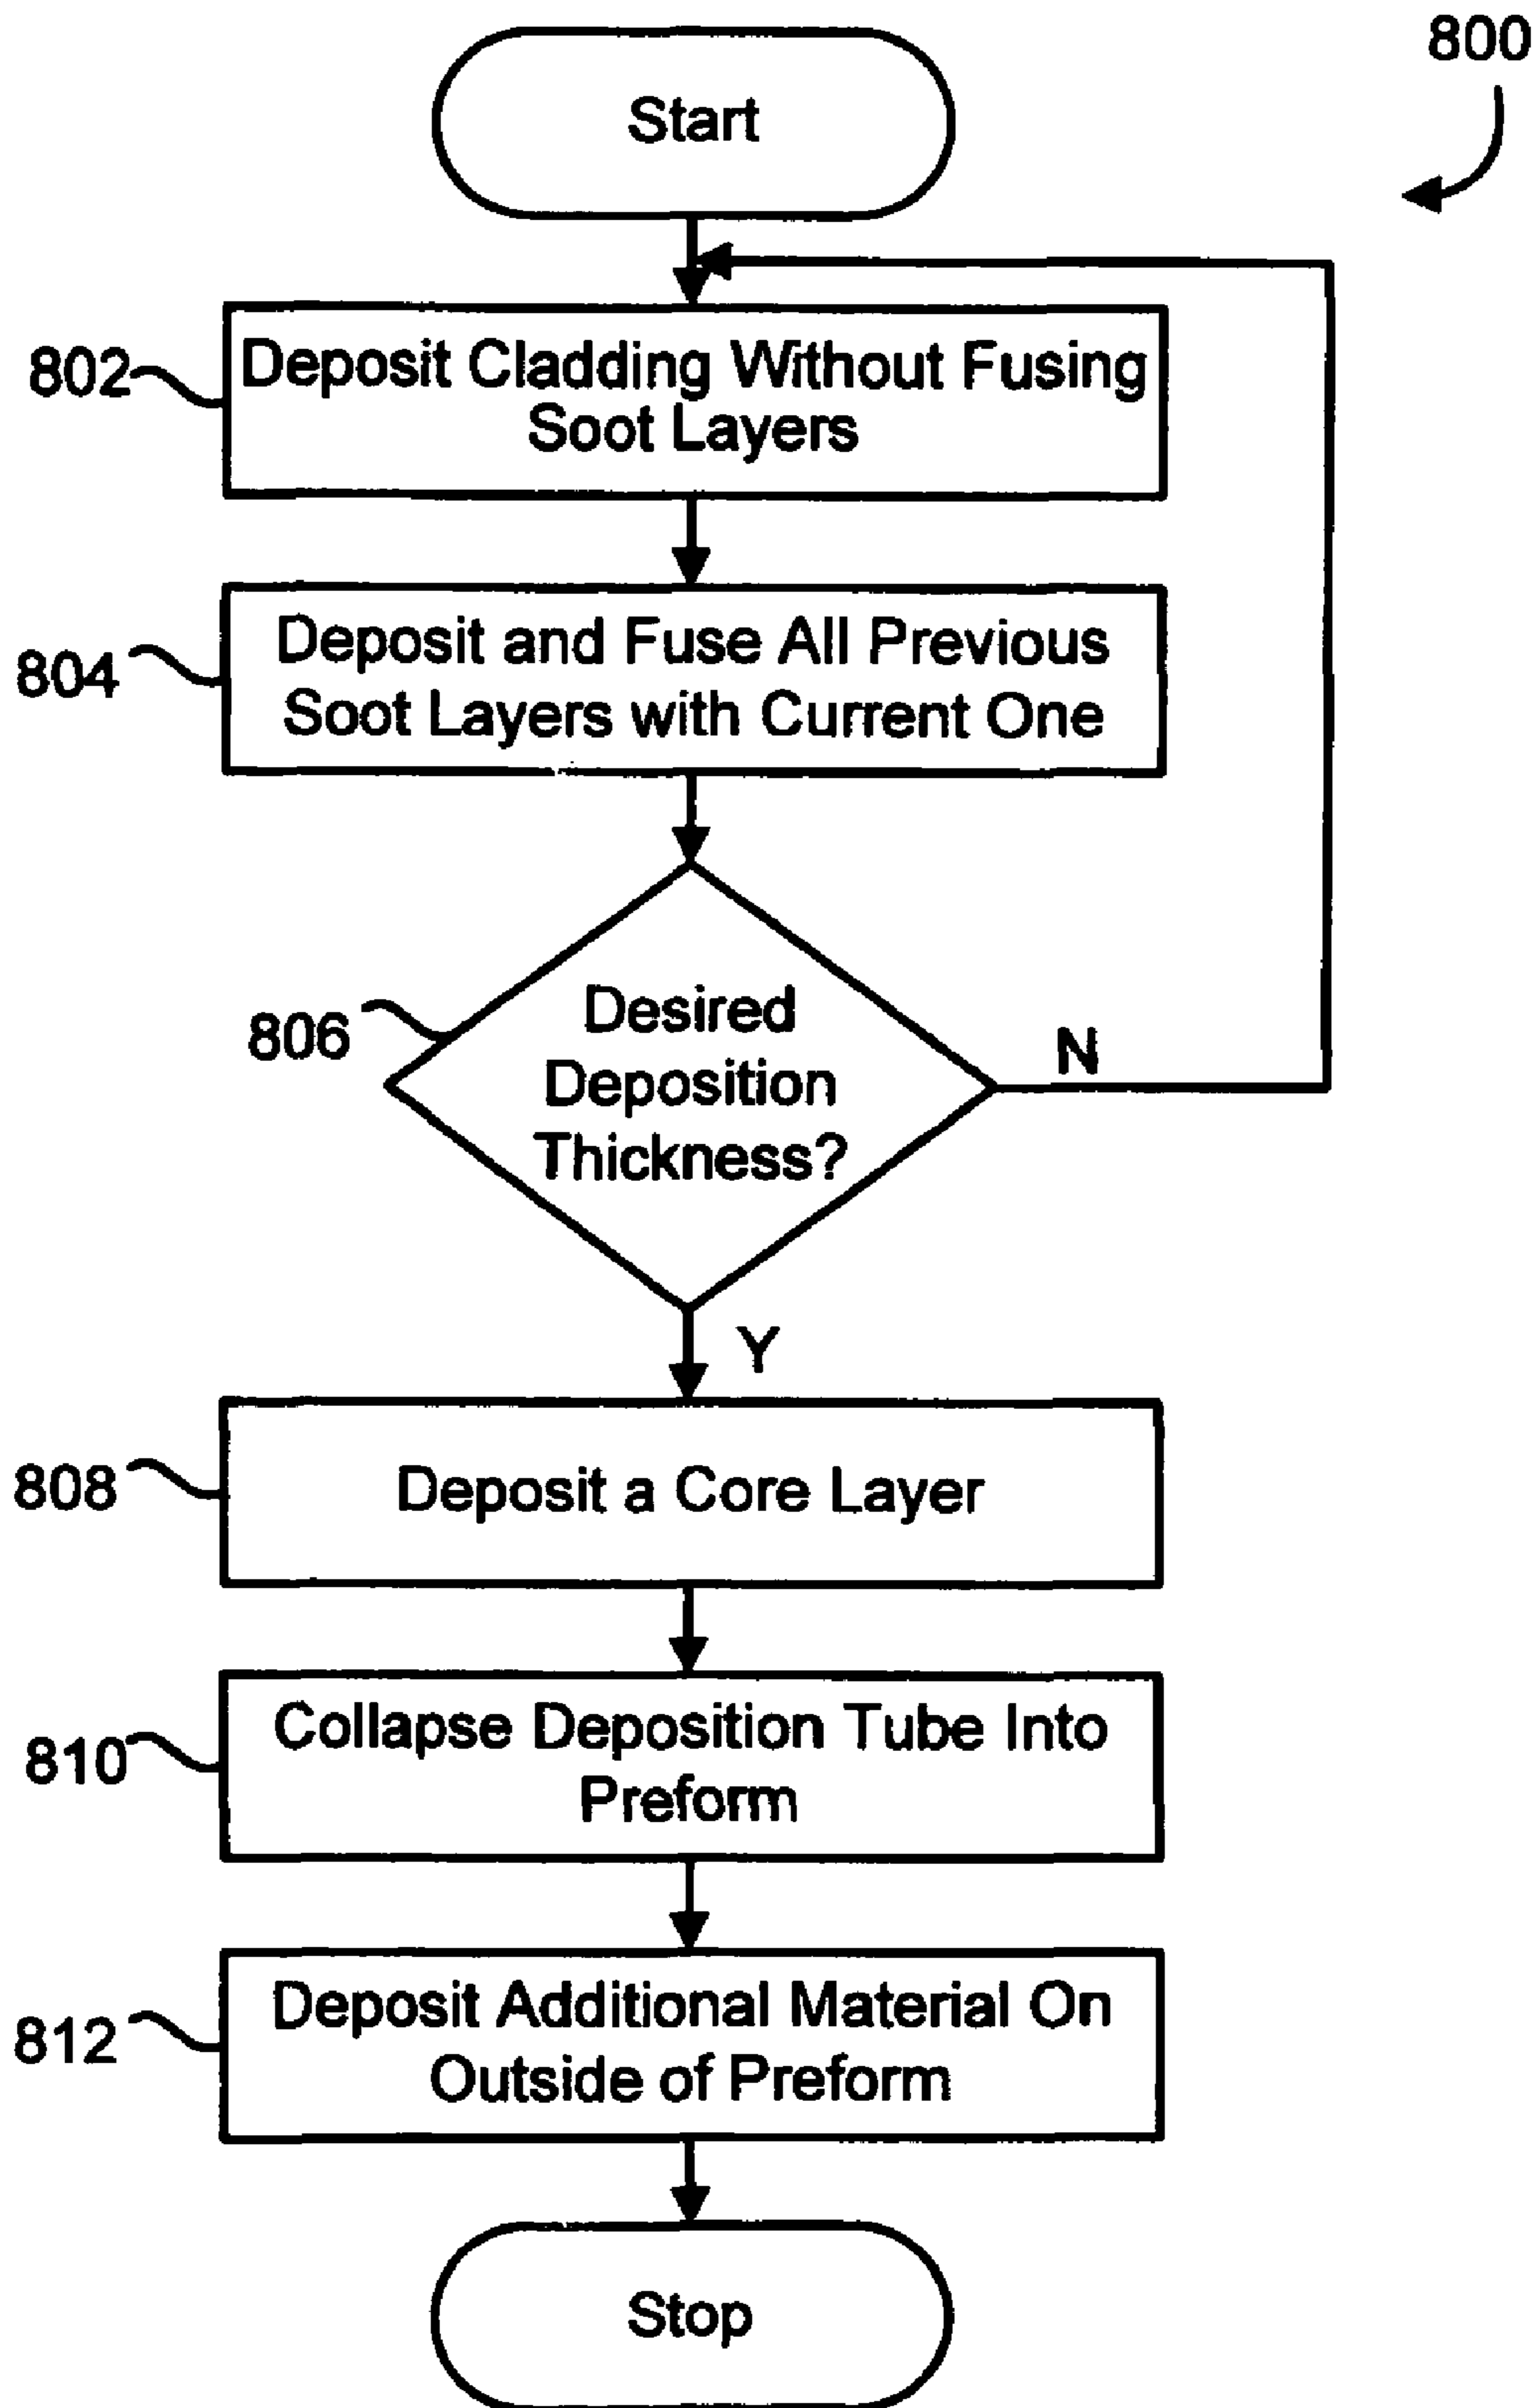 800
Start
802
Deposit Cladding Without Fusing
Soot Layers
804
Deposit and Fuse All Previous
Soot Layers with Current One
806
Desired
Deposition
Thickness?
N
Y
808
Deposit a Core Layer
810
Collapse Deposition Tube Into
Preform
812
Deposit Additional Material On
Outside of Preform
Stop